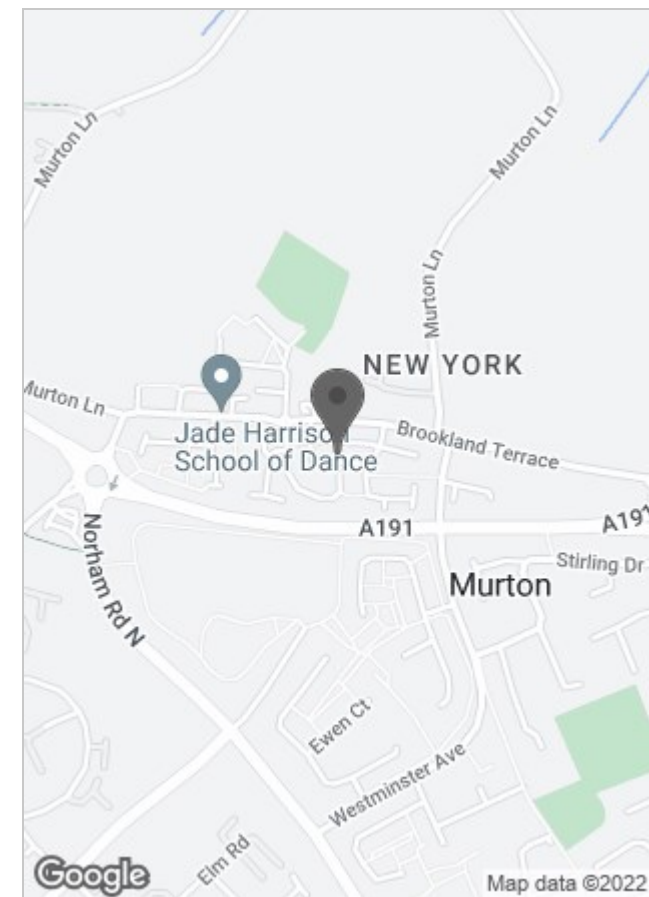 Murton Ln
Murton Ln
Murton Ln
NEW YORK
Murton Ln
Jade Harrison
School of Dance
Brookland Terrace
A191
A191
Norham Rd N
Stirling Dr
Murton
Ewen Ct
Westminster Ave
Elm Rd
Google
Map data ©2022